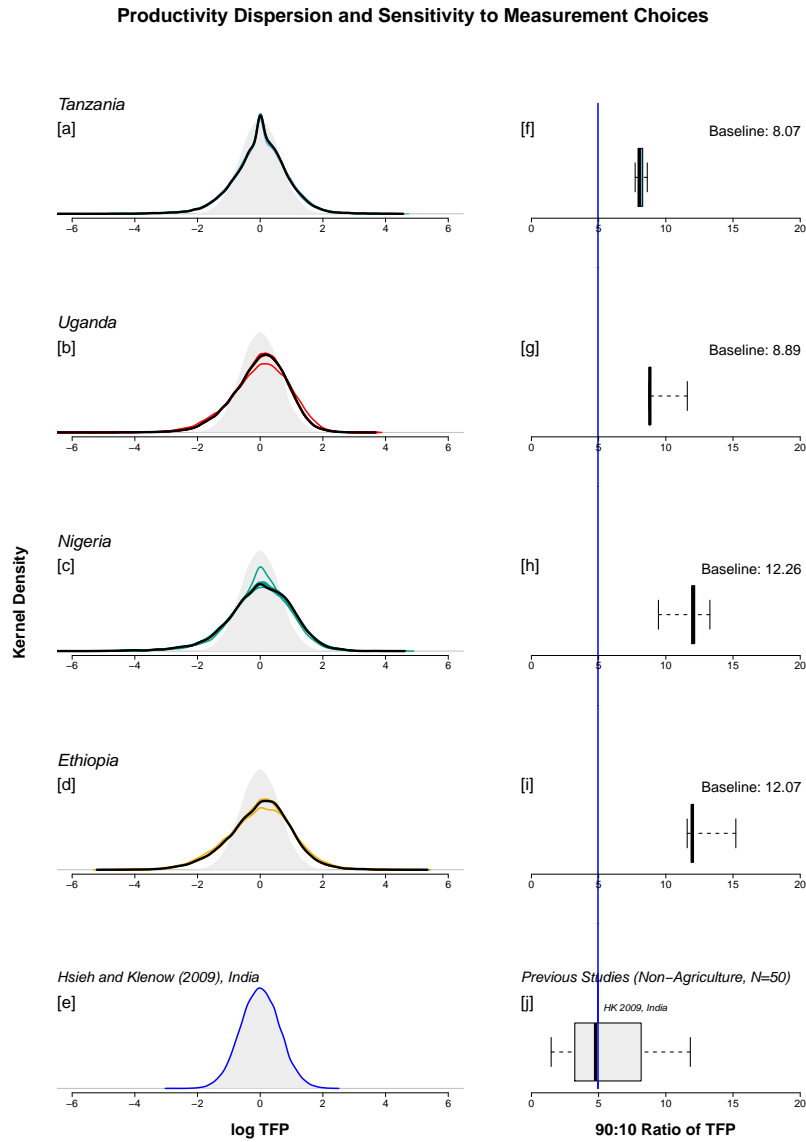 Productivity Dispersion and Sensitivity to Measurement Choices
Tanzania
[a]
−6 −4 −2 0 2 4 6
[f]
Baseline: 8.07
0 5 10 15 20
Uganda
[b]
−6 −4 −2 0 2 4 6
[g]
Baseline: 8.89
0 5 10 15 20
Nigeria
[c]
−6 −4 −2 0 2 4 6
[h]
Baseline: 12.26
0 5 10 15 20
Kernel Density
Ethiopia
[d]
−6 −4 −2 0 2 4 6
[i]
Baseline: 12.07
0 5 10 15 20
Hsieh and Klenow (2009), India
[e]
−6 −4 −2 0 2 4 6
log TFP
Previous Studies (Non−Agriculture, N=50)
[j]
HK 2009, India
0 5 10 15 20
90:10 Ratio of TFP